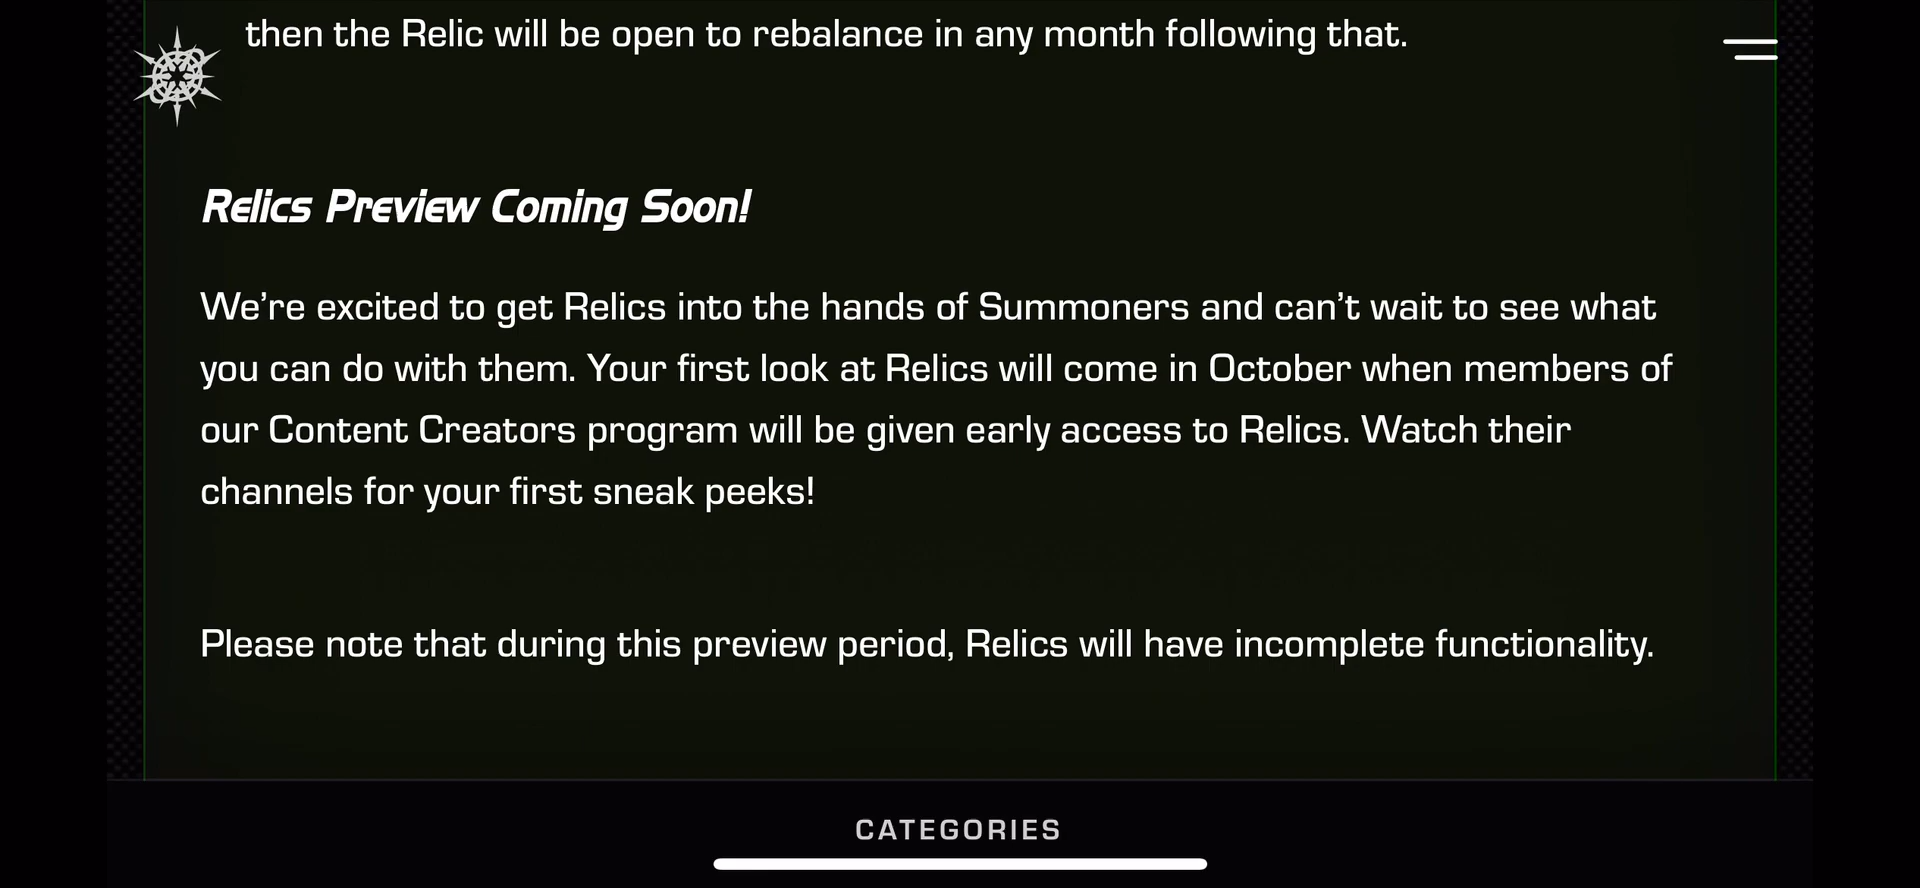 then the Relic will be open to rebalance in any month following that.
Relics Preview Coming Soon!
We’re excited to get Relics into the hands of Summoners and can’t wait to see what
you can do with them. Your first look at Relics will come in October when members of
our Content Creators program will be given early access to Relics. Watch their
channels for your first sneak peeks!
Please note that during this preview period, Relics will have incomplete functionality.
CATEGORIES